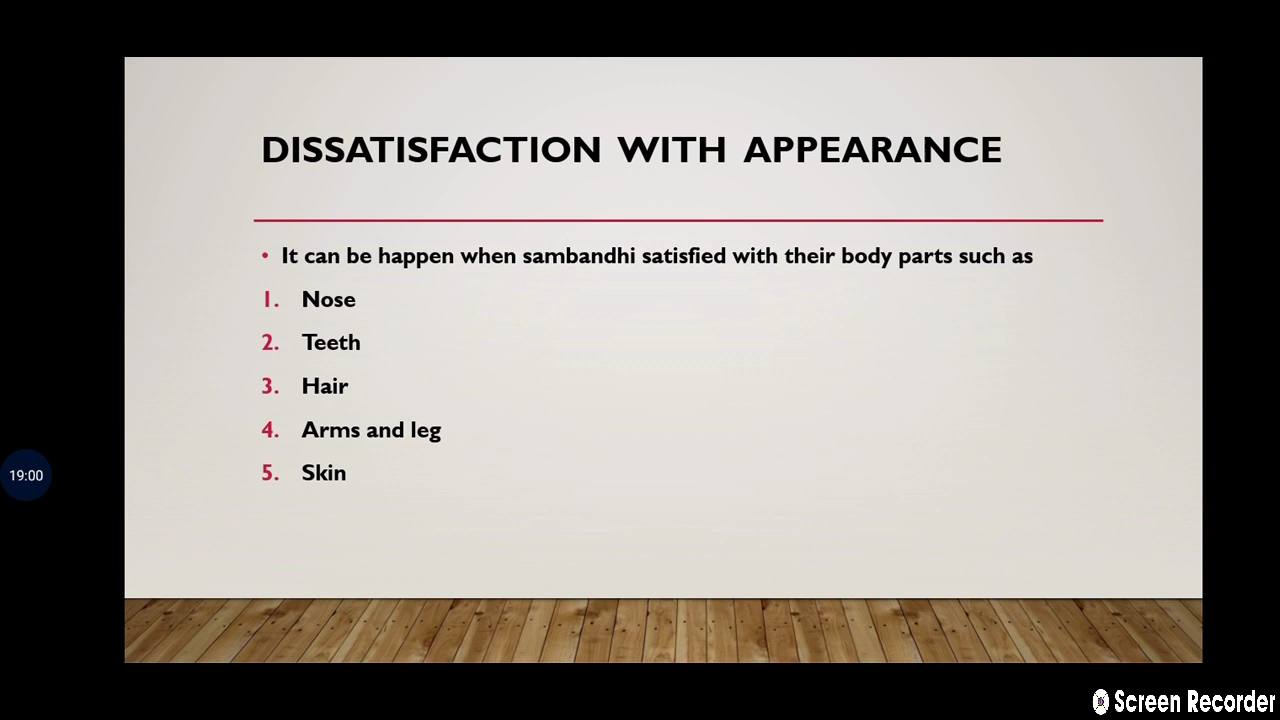 DISSATISFACTION WITH APPEARANCE
• It can be happen when sambandhi satisfied with their body parts such as
1. Nose
2. Teeth
3. Hair
4. Arms and leg
5. Skin
19:00
Screen Recorder